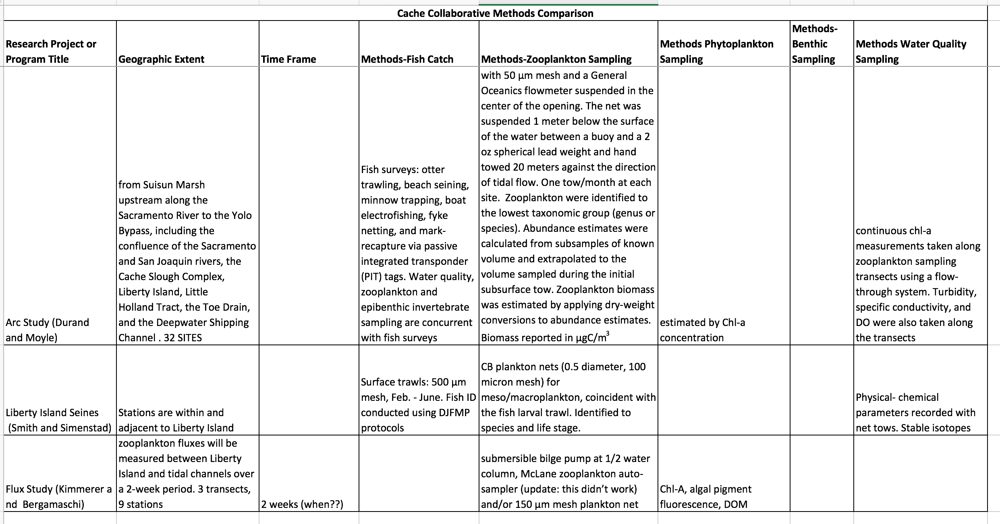 Cache Collaborative Methods Comparison
Research Project or
Program Title
Geographic Extent
Time Frame
Methods-Fish Catch
Methods-Zooplankton Sampling
Methods Phytoplankton
Sampling
Methods-
Benthic
Sampling
Methods Water Quality
Sampling
Arc Study (Durand
and Moyle)
from Suisun Marsh
upstream along the
Sacramento River to the Yolo
Bypass, including the
confluence of the Sacramento
and San Joaquin rivers, the
Cache Slough Complex,
Liberty Island, Little
Holland Tract, the Toe Drain,
and the Deepwater Shipping
Channel . 32 SITES
Fish surveys: otter
trawling, beach seining,
minnow trapping, boat
electrofishing, fyke
netting, and mark-
recapture via passive
integrated transponder
(PIT) tags. Water quality,
zooplankton and
epibenthic invertebrate
sampling are concurrent
with fish surveys
with 50 µm mesh and a General
Oceanics flowmeter suspended in the
center of the opening. The net was
suspended 1 meter below the surface
of the water between a buoy and a 2
oz spherical lead weight and hand
towed 20 meters against the direction
of tidal flow. One tow/month at each
site.  Zooplankton were identified to
the lowest taxonomic group (genus or
species). Abundance estimates were
calculated from subsamples of known
volume and extrapolated to the
volume sampled during the initial
subsurface tow. Zooplankton biomass
was estimated by applying dry-weight
conversions to abundance estimates.
Biomass reported in µgC/m³
estimated by Chl-a
concentration
continuous chl-a
measurements taken along
zooplankton sampling
transects using a flow-
through system. Turbidity,
specific conductivity, and
DO were also taken along
the transects
Liberty Island Seines
(Smith and Simenstad)
Stations are within and
adjacent to Liberty Island
Surface trawls: 500 µm
mesh, Feb. - June. Fish ID
conducted using DJFMP
protocols
CB plankton nets (0.5 diameter, 100
micron mesh) for
meso/macroplankton, coincident with
the fish larval trawl. Identified to
species and life stage.
Physical- chemical
parameters recorded with
net tows. Stable isotopes
Flux Study (Kimmerer a
nd  Bergamaschi)
zooplankton fluxes will be
measured between Liberty
Island and tidal channels over
a 2-week period. 3 transects,
9 stations
2 weeks (when??)
submersible bilge pump at 1/2 water
column, McLane zooplankton auto-
sampler (update: this didn't work)
and/or 150 µm mesh plankton net
Chl-A, algal pigment
fluorescence, DOM